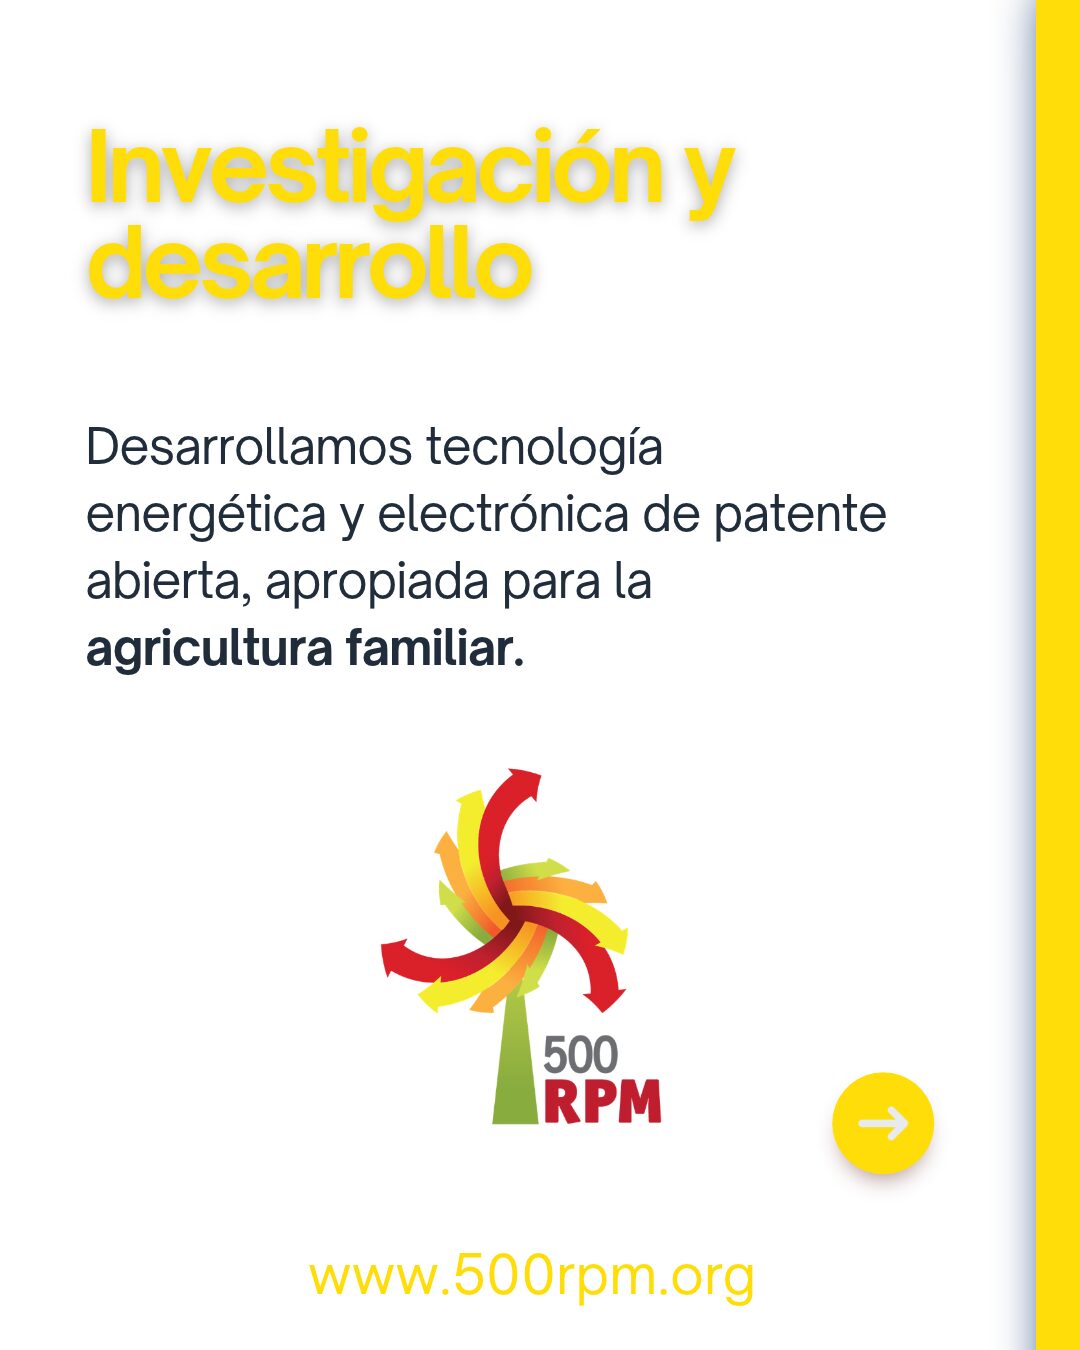 Investigación y
desarrollo
Desarrollamos tecnología
energética y electrónica de patente
abierta, apropiada para la
agricultura familiar.
500
RPM
www.500rpm.org